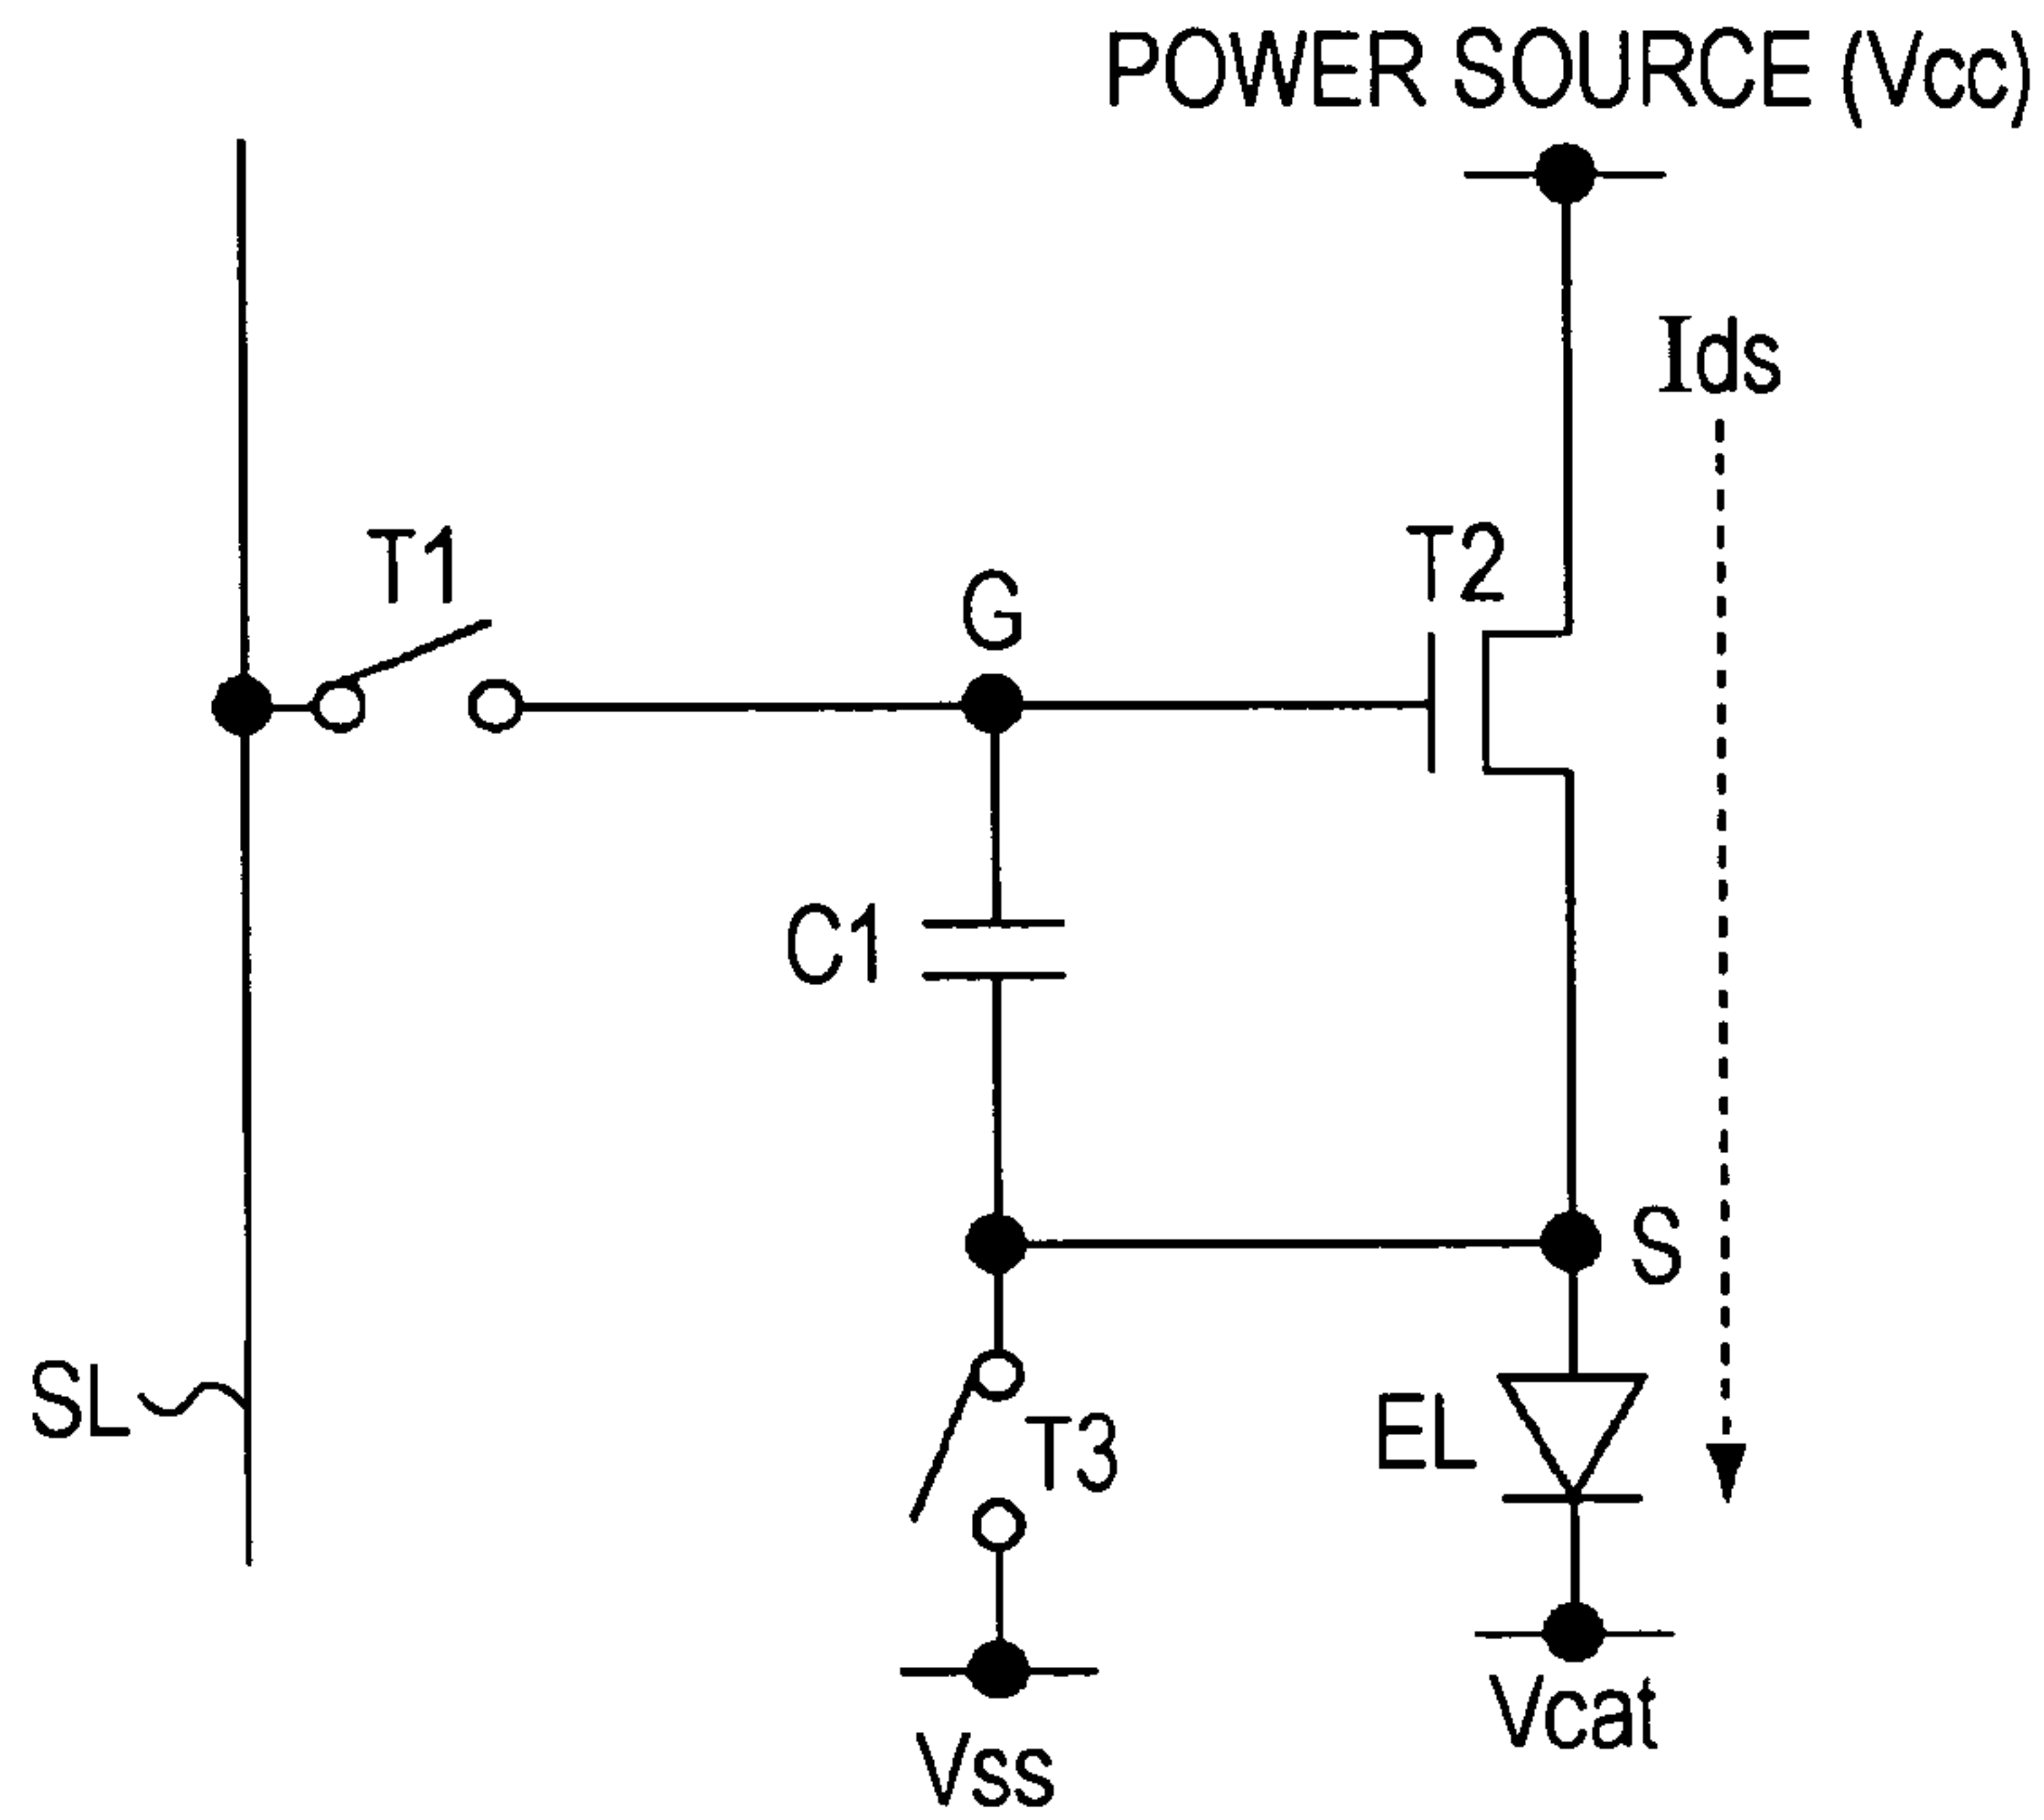 POWER SOURCE (Vcc)
Ids
T1
G
T2
C1
S
SL
T3
EL
Vcat
Vss